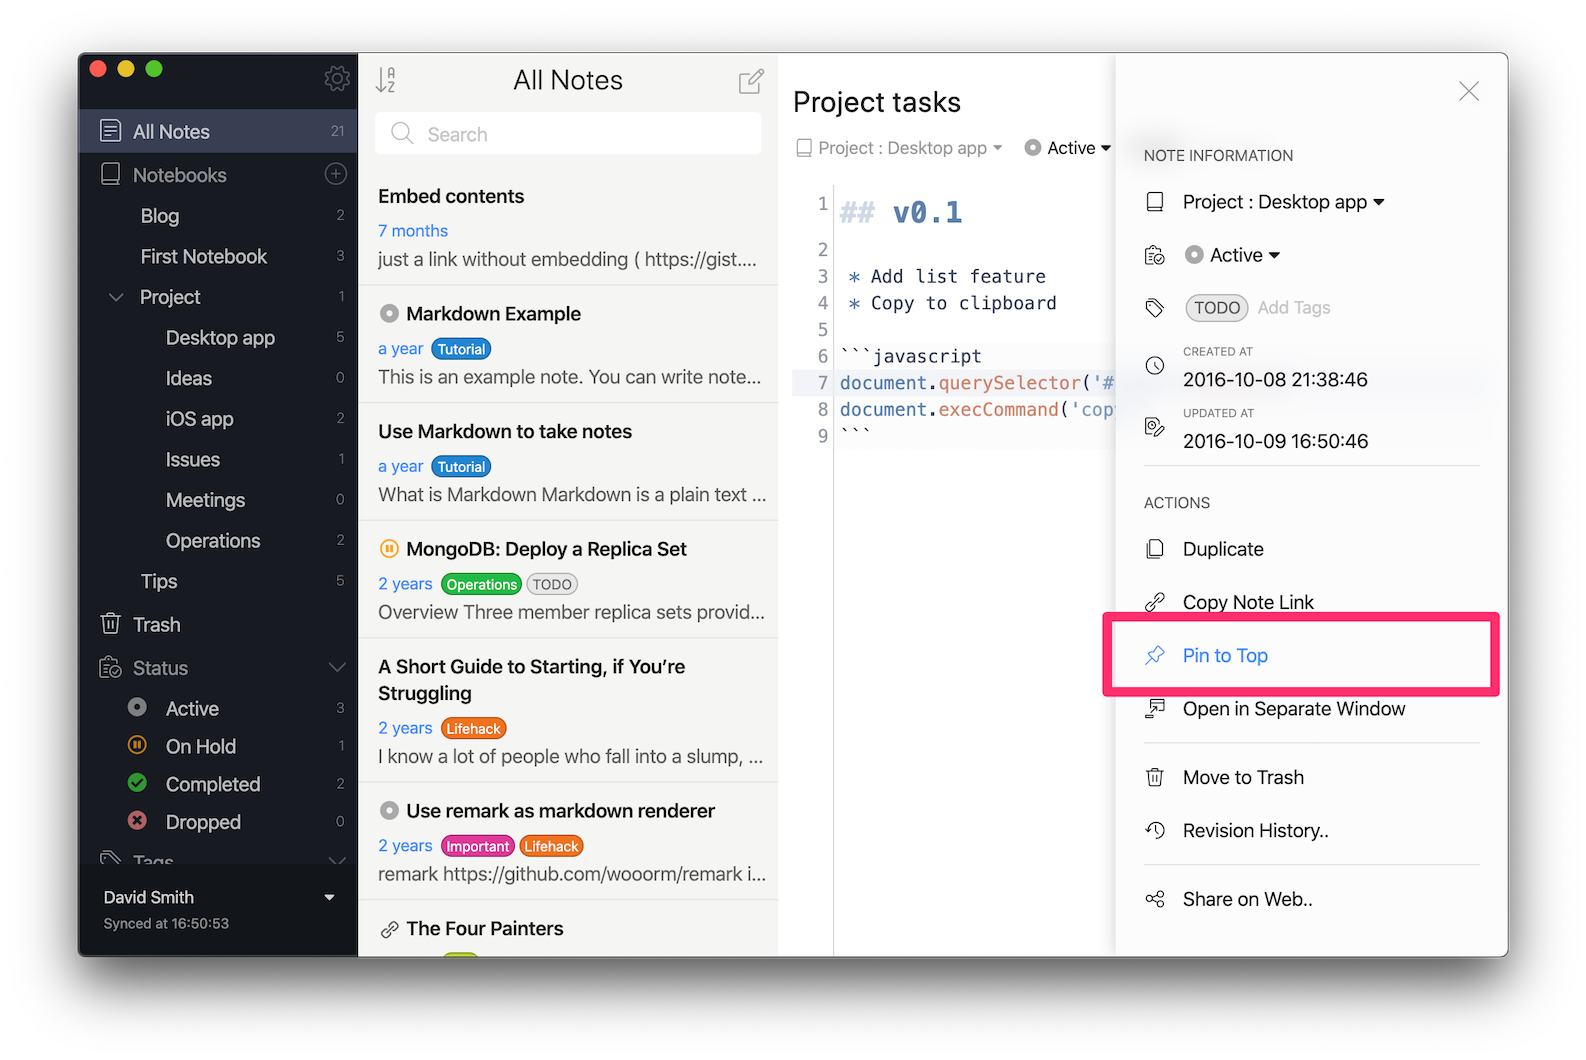 All Notes 21
Notebooks
Blog 2
First Notebook 3
Project 1
Desktop app 5
Ideas 0
iOS app 2
Issues 1
Meetings 0
Operations 2
Tips 5
Trash
Status
Active 3
On Hold 1
Completed 2
Dropped 0
Tags
David Smith
Synced at 16:50:53
A
Z
All Notes
Search
Embed contents
7 months
just a link without embedding ( https://gist....
Markdown Example
a year Tutorial
This is an example note. You can write note...
Use Markdown to take notes
a year Tutorial
What is Markdown Markdown is a plain text ...
MongoDB: Deploy a Replica Set
2 years Operations TODO
Overview Three member replica sets provid...
A Short Guide to Starting, if You’re
Struggling
2 years Lifehack
I know a lot of people who fall into a slump, ...
Use remark as markdown renderer
2 years Important Lifehack
remark https://github.com/wooorm/remark i...
The Four Painters
Project tasks
Project : Desktop app Active
1 ## v0.1
2
3 * Add list feature
4 * Copy to clipboard
5
6 ```javascript
7 document.querySelector('#
8 document.execCommand('copy
9 ```
NOTE INFORMATION
Project : Desktop app
Active
TODO Add Tags
CREATED AT
2016-10-08 21:38:46
UPDATED AT
2016-10-09 16:50:46
ACTIONS
Duplicate
Copy Note Link
Pin to Top
Open in Separate Window
Move to Trash
Revision History..
Share on Web..